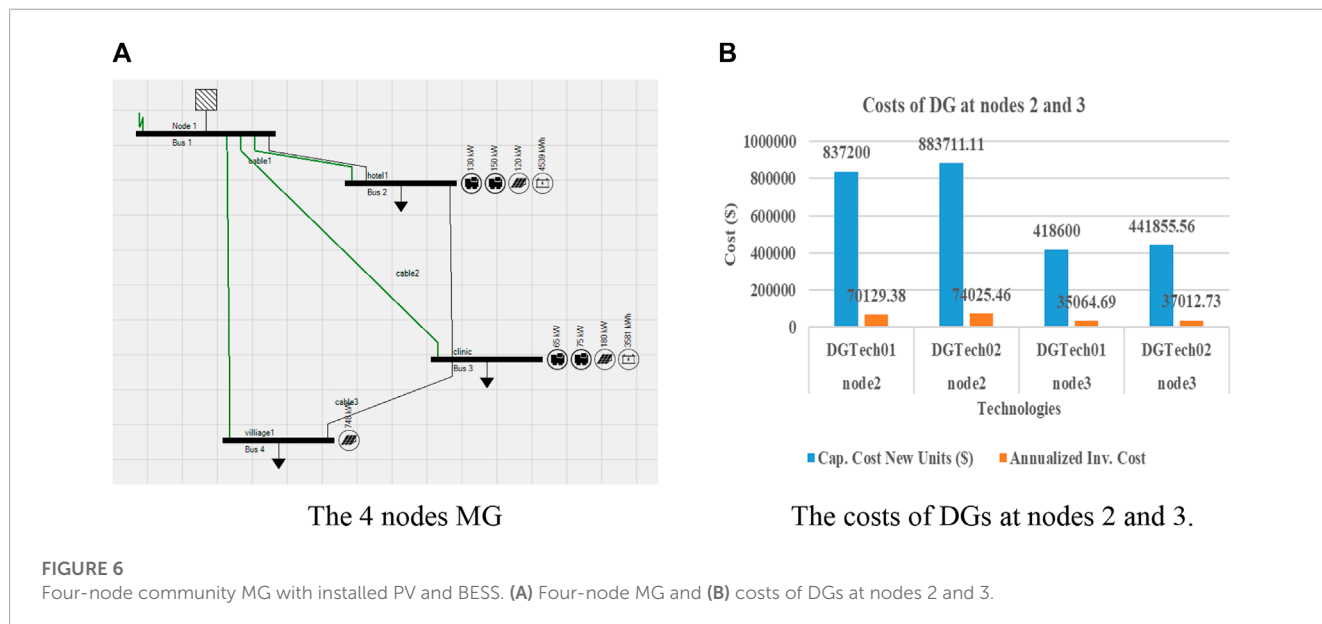 A
Node 1
Bus 1
cable1
hotel1
Bus 2
130 kW
150 kW
120 kW
4539 kWh
cable2
clinic
Bus 3
65 kW
75 kW
180 kW
3581 kWh
cable3
748 kW
villiage1
Bus 4
The 4 nodes MG
B
Costs of DG at nodes 2 and 3
Cost ($)
1000000
800000
600000
400000
200000
0
837200
883711.11
418600
441855.56
70129.38
74025.46
35064.69
37012.73
DGTech01 DGTech02 DGTech01 DGTech02
node2 node2 node3 node3
Technologies
Cap. Cost New Units ($) Annualized Inv. Cost
The costs of DGs at nodes 2 and 3.
FIGURE 6
Four-node community MG with installed PV and BESS. (A) Four-node MG and (B) costs of DGs at nodes 2 and 3.